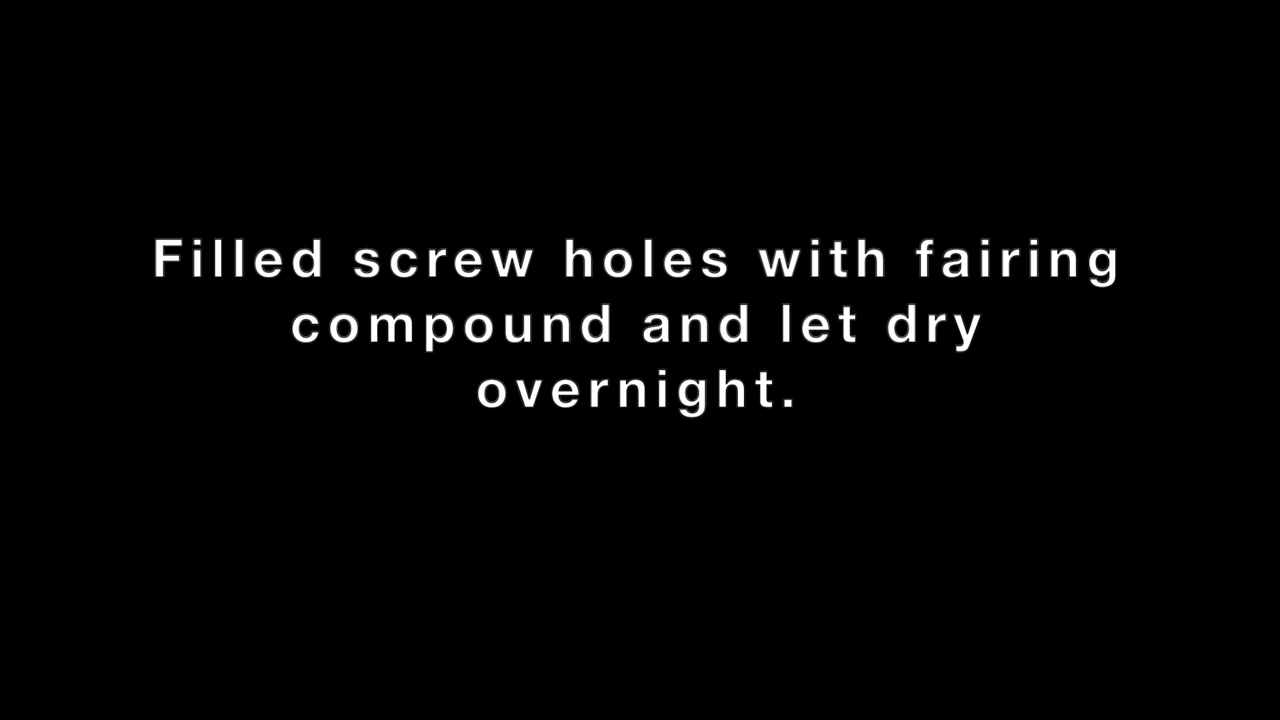 Filled screw holes with fairing
compound and let dry
overnight.